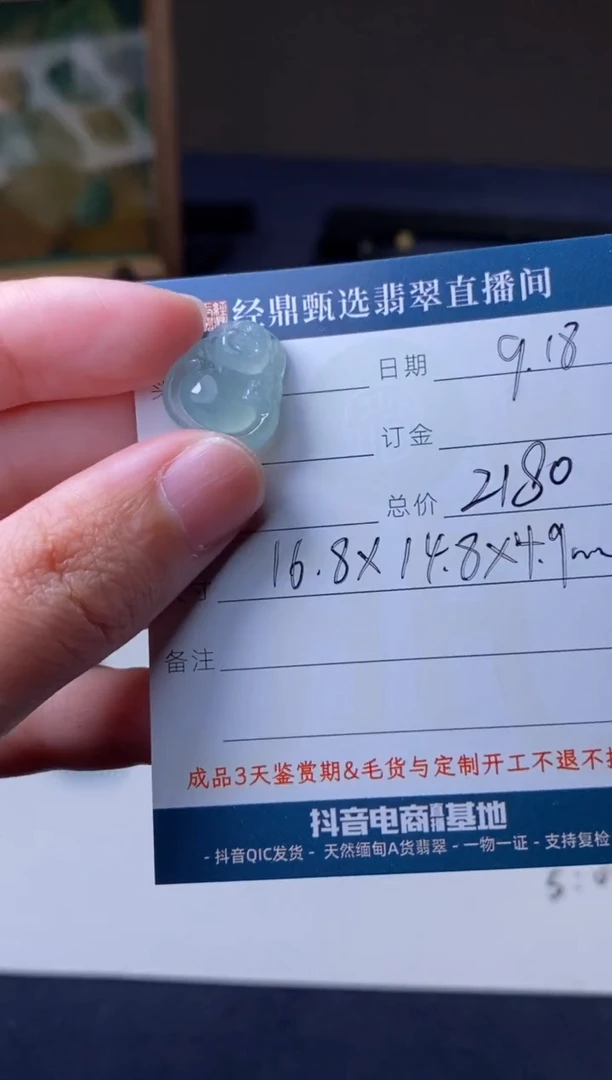 经鼎甄选翡翠直播间
日期 9.18
订金
总价 2180
寸 16.8×14.8×4.9m
备注
成品3天鉴赏期&毛货与定制开工不退不
抖音电商直播基地
- 抖音QIC发货 - 天然缅甸A货翡翠 - 一物一证 - 支持复检